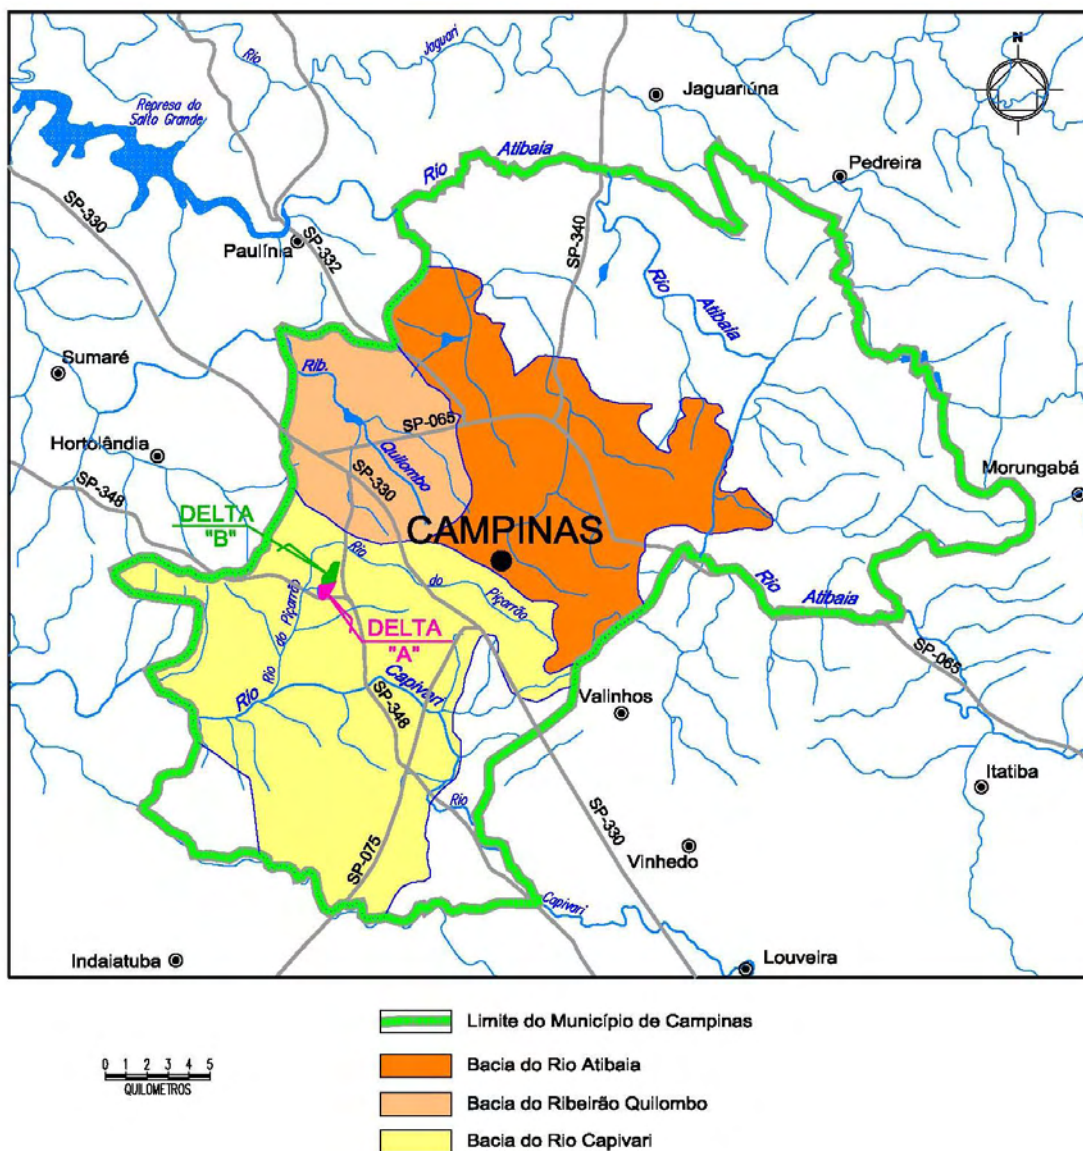 Rio
Jaguari
N
Jaguariúna
Represa do
Salto Grande
Rio
Atibaia
Pedreira
SP-330
SP-340
Paulínia
SP-332
Rio
Atibaia
Sumaré
Rib.
SP-065
Quilombo
Hortolândia
SP-330
Morungabá
SP-348
DELTA
"B"
CAMPINAS
Rio
do
Piçarrão
Rio
Atibaia
Rio
do Piçarrão
DELTA
"A"
SP-065
Rio
Capivari
Valinhos
SP-348
Itatiba
Rio
SP-330
Vinhedo
SP-075
Capivari
Indaiatuba
Louveira
Limite do Município de Campinas
0 1 2 3 4 5
QUILOMETROS
Bacia do Rio Atibaia
Bacia do Ribeirão Quilombo
Bacia do Rio Capivari